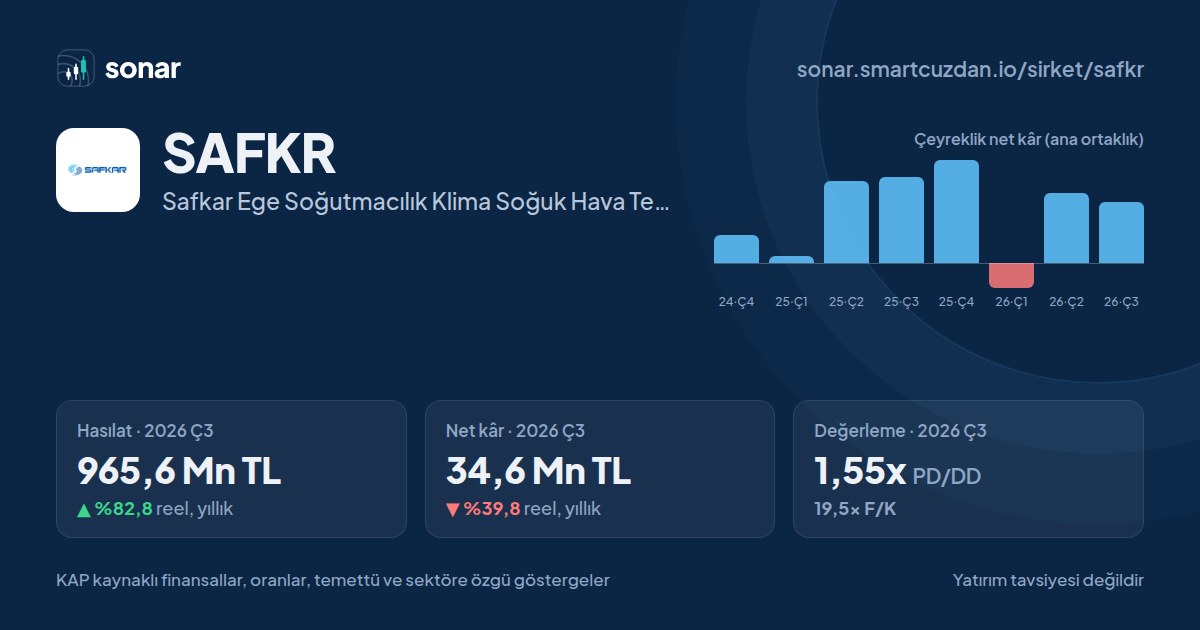 sonar
sonar.smartcuzdan.io/sirket/safkr
SAFKAR
SAFKR
Safkar Ege Soğutmacılık Klima Soğuk Hava Te...
Çeyreklik net kâr (ana ortaklık)
24·Ç4 25·Ç1 25·Ç2 25·Ç3 25·Ç4 26·Ç1 26·Ç2 26·Ç3
Hasılat · 2026 Ç3
965,6 Mn TL
▲ %82,8 reel, yıllık
Net kâr · 2026 Ç3
34,6 Mn TL
▼ %39,8 reel, yıllık
Değerleme · 2026 Ç3
1,55x PD/DD
19,5x F/K
KAP kaynaklı finansallar, oranlar, temettü ve sektöre özgü göstergeler
Yatırım tavsiyesi değildir